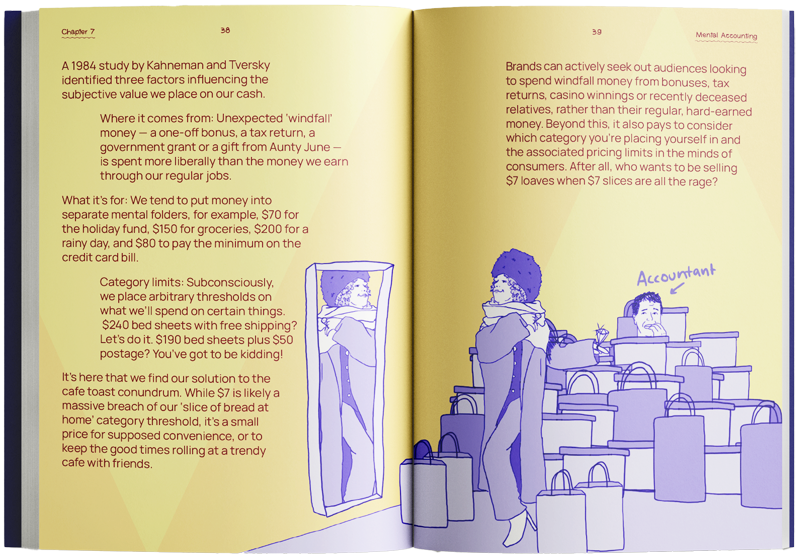 Chapter 7
38
A 1984 study by Kahneman and Tversky
identified three factors influencing the
subjective value we place on our cash.
Where it comes from: Unexpected 'windfall'
money — a one-off bonus, a tax return, a
government grant or a gift from Aunty June —
is spent more liberally than the money we earn
through our regular jobs.
What it's for: We tend to put money into
separate mental folders, for example, $70 for
the holiday fund, $150 for groceries, $200 for a
rainy day, and $80 to pay the minimum on the
credit card bill.
Category limits: Subconsciously,
we place arbitrary thresholds on
what we'll spend on certain things.
$240 bed sheets with free shipping?
Let's do it. $190 bed sheets plus $50
postage? You've got to be kidding!
It's here that we find our solution to the
cafe toast conundrum. While $7 is likely a
massive breach of our 'slice of bread at
home' category threshold, it's a small
price for supposed convenience, or to
keep the good times rolling at a trendy
cafe with friends.
39
Mental Accounting
Brands can actively seek out audiences looking
to spend windfall money from bonuses, tax
returns, casino winnings or recently deceased
relatives, rather than their regular, hard-earned
money. Beyond this, it also pays to consider
which category you're placing yourself in and
the associated pricing limits in the minds of
consumers. After all, who wants to be selling
$7 loaves when $7 slices are all the rage?
Accountant